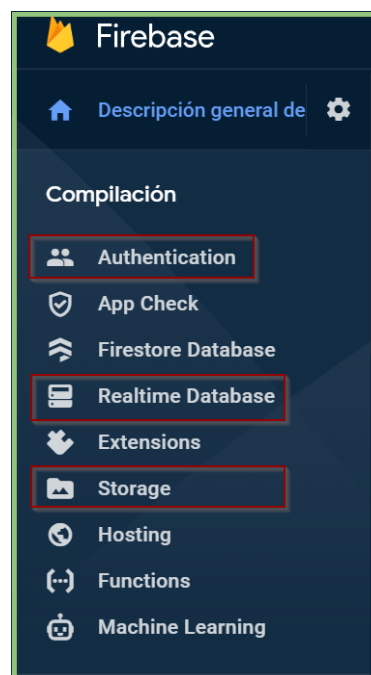 Firebase
Descripción general de
Compilación
Authentication
App Check
Firestore Database
Realtime Database
Extensions
Storage
Hosting
Functions
Machine Learning